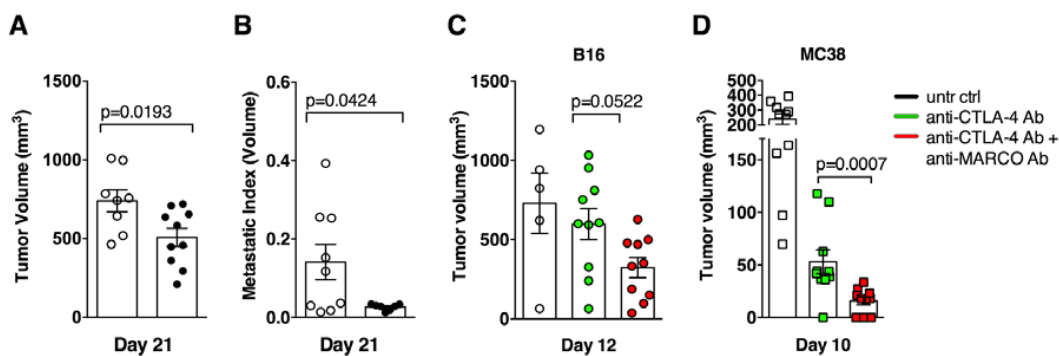 A
Tumor Volume (mm³)
1500
1000
500
0
p=0.0193
Day 21
B
Metastatic Index (Volume)
0.6
0.4
0.2
0.0
p=0.0424
Day 21
C
B16
Tumor volume (mm³)
1500
1000
500
0
p=0.0522
Day 12
D
MC38
Tumor volume (mm³)
500
400
300
200
150
100
50
0
p=0.0007
Day 10
untr ctrl
anti-CTLA-4 Ab
anti-CTLA-4 Ab +
anti-MARCO Ab